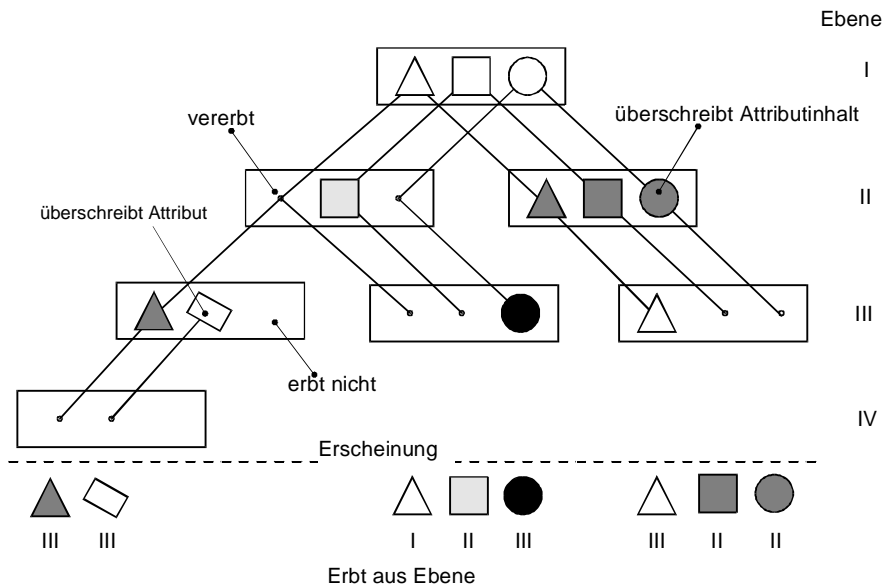 Ebene
I
vererbt
überschreibt Attributinhalt
II
überschreibt Attribut
III
erbt nicht
IV
Erscheinung
III III I II III III II II
Erbt aus Ebene